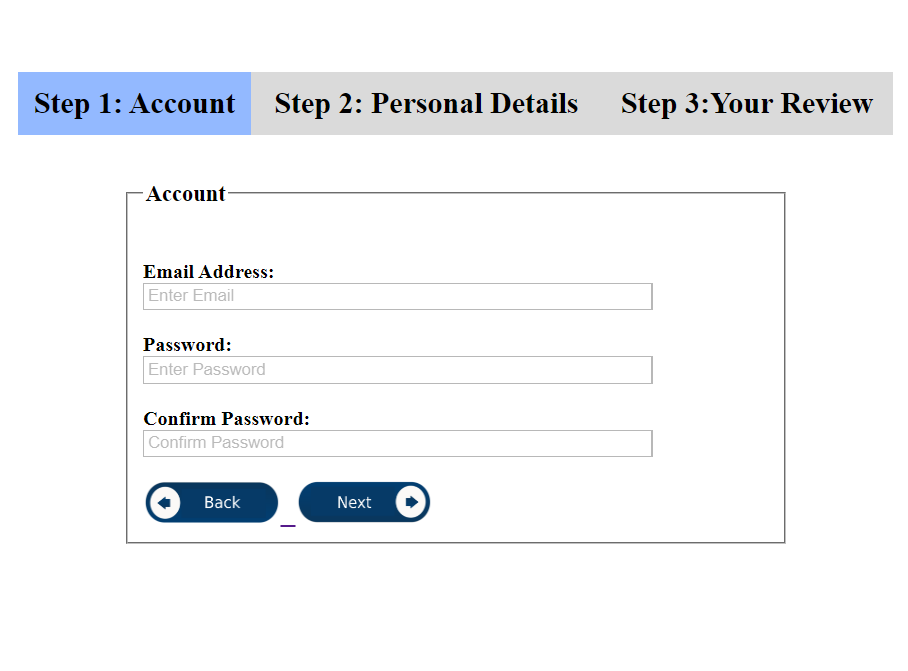 Step 1: Account Step 2: Personal Details Step 3:Your Review
Account
Email Address:
Enter Email
Password:
Enter Password
Confirm Password:
Confirm Password
Back Next